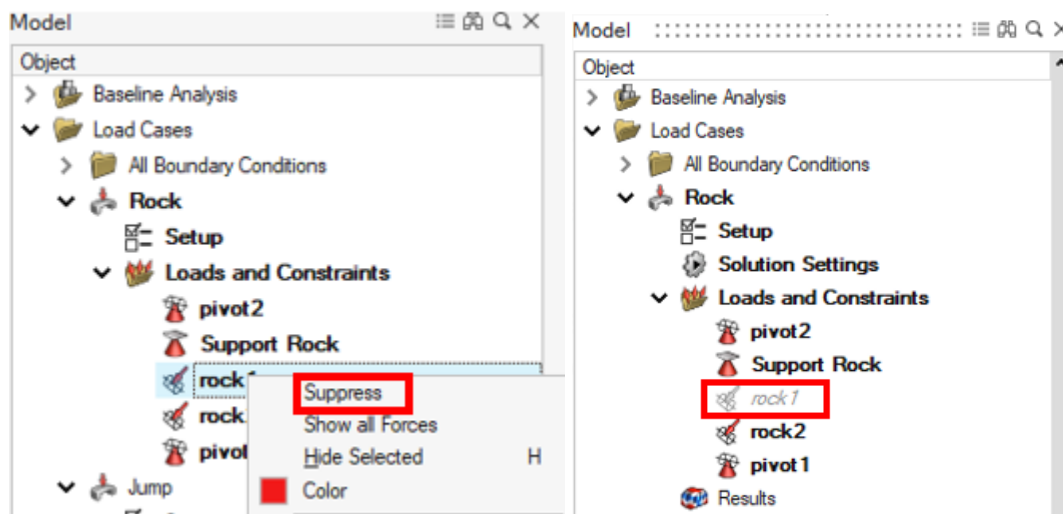 Model
Object
Baseline Analysis
Load Cases
All Boundary Conditions
Rock
Setup
Loads and Constraints
pivot2
Support Rock
rock1
Suppress
rock
Show all Forces
pivot
Hide Selected H
Jump
Color
Model
Object
Baseline Analysis
Load Cases
All Boundary Conditions
Rock
Setup
Solution Settings
Loads and Constraints
pivot2
Support Rock
rock1
rock2
pivot1
Results